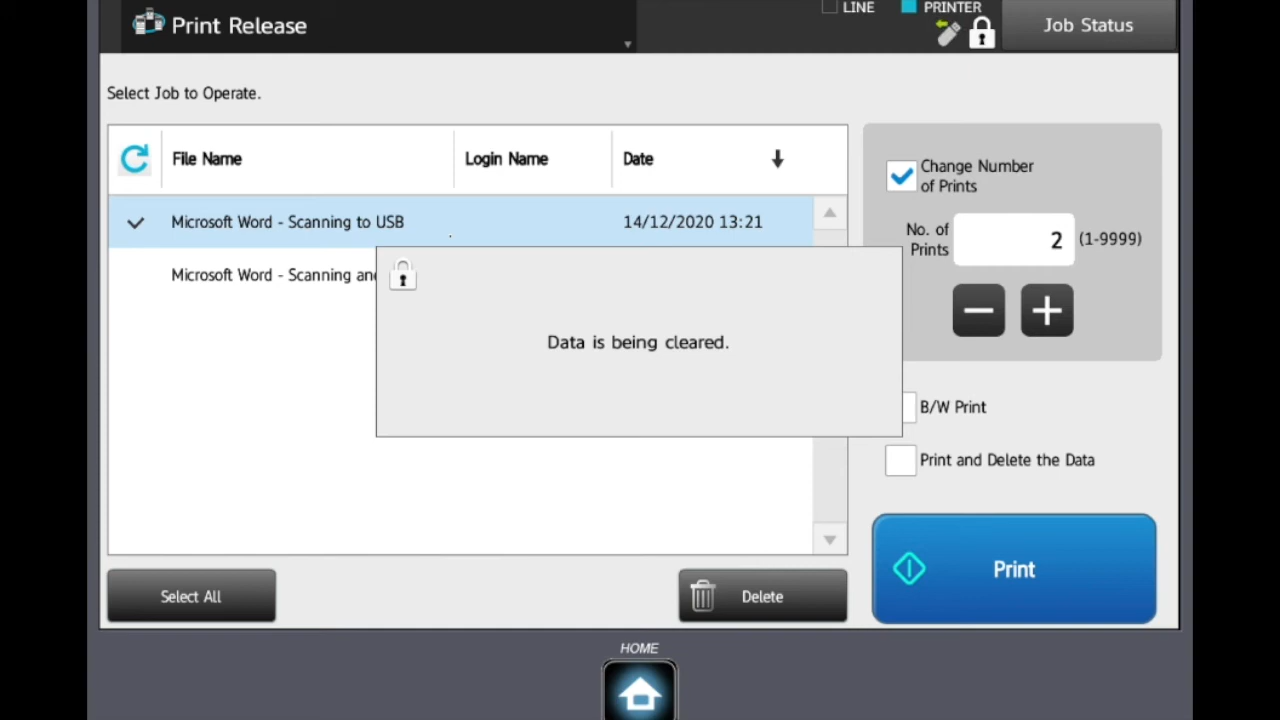 LINE PRINTER
Print Release
Job Status
Select Job to Operate.
File Name Login Name Date
Change Number
of Prints
Microsoft Word - Scanning to USB 14/12/2020 13:21
No. of
Prints
2 (1-9999)
Microsoft Word - Scanning
Data is being cleared.
B/W Print
Print and Delete the Data
Select All
Delete
Print
HOME